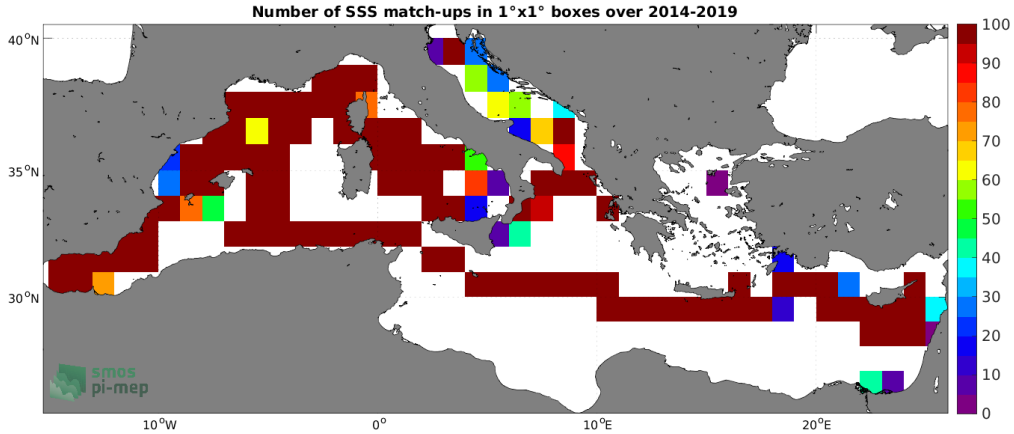 Number of SSS match-ups in 1°x1° boxes over 2014-2019
40°N
35°N
30°N
10°W
0°
10°E
20°E
100
90
80
70
60
50
40
30
20
10
0
smos
pi-mep